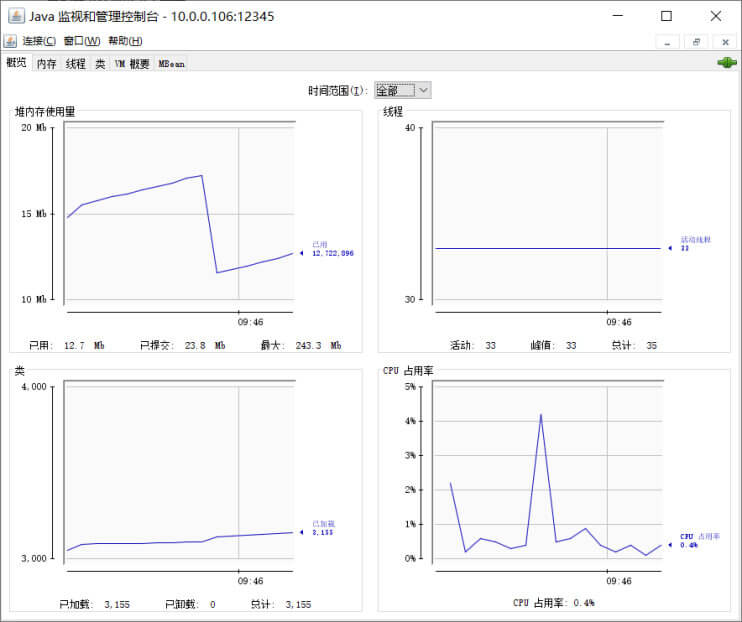 Java 监视和管理控制台 - 10.0.0.106:12345
连接(C) 窗口(W) 帮助(H)
概览 内存 线程 类 VM 概要 MBean
时间范围(I): 全部
堆内存使用量
20 Mb
15 Mb
10 Mb
已用
12,722,896
09:46
已用: 12.7 Mb 已提交: 23.8 Mb 最大: 243.3 Mb
线程
40
30
活动线程
33
09:46
活动: 33 峰值: 33 总计: 35
类
4,000
3,000
已加载
3,155
09:46
已加载: 3,155 已卸载: 0 总计: 3,155
CPU 占用率
5%
4%
3%
2%
1%
0%
CPU 占用率
0.4%
09:46
CPU 占用率: 0.4%